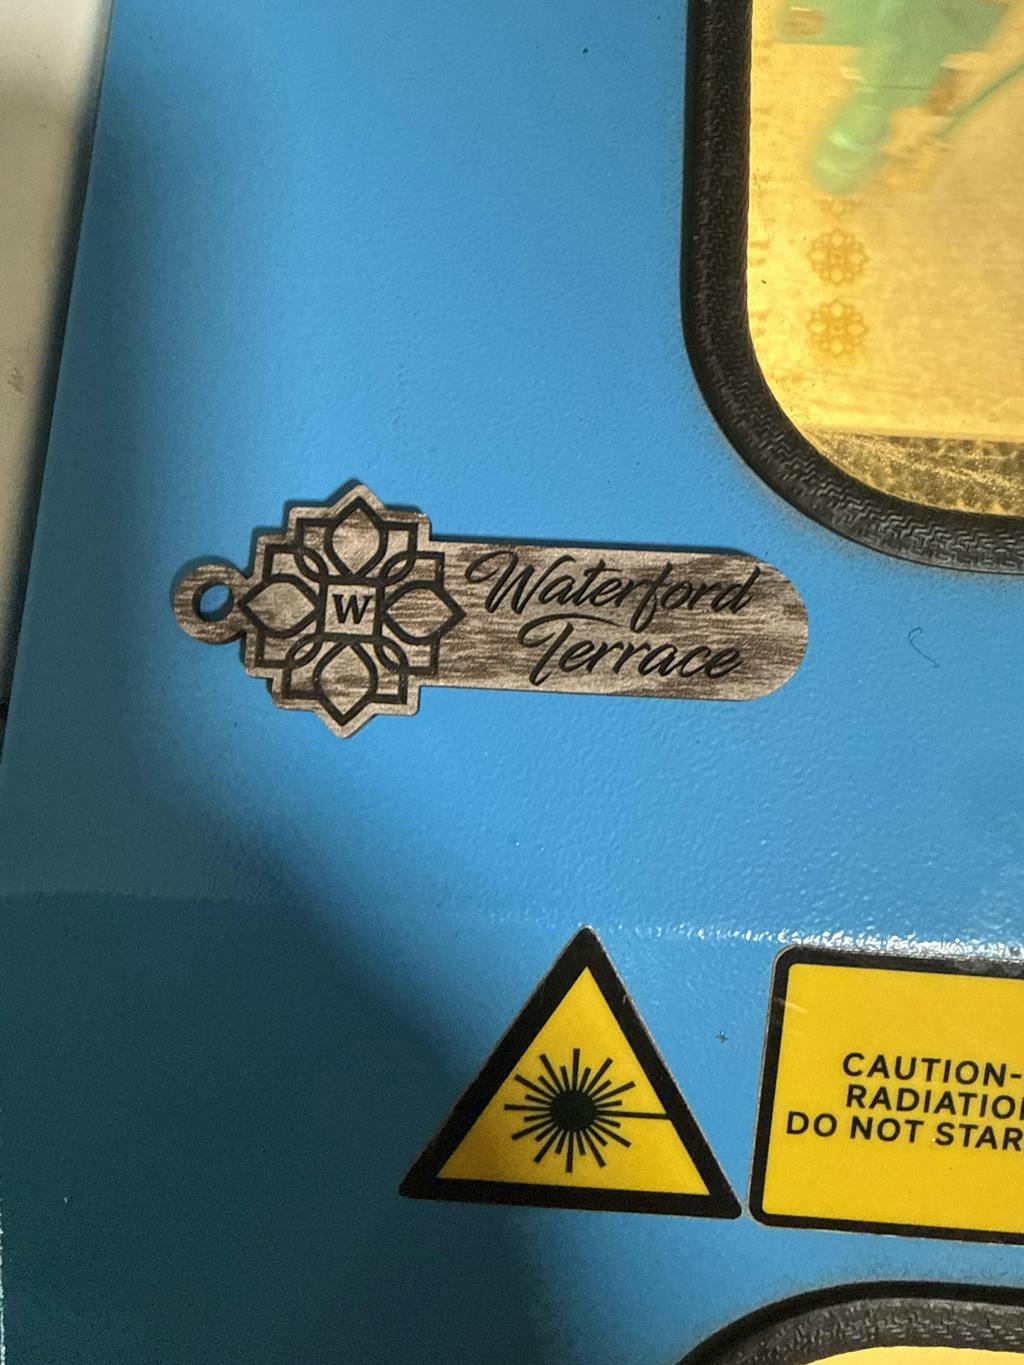 W
Waterford
Terrace
CAUTION-
RADIATIO
DO NOT STAR